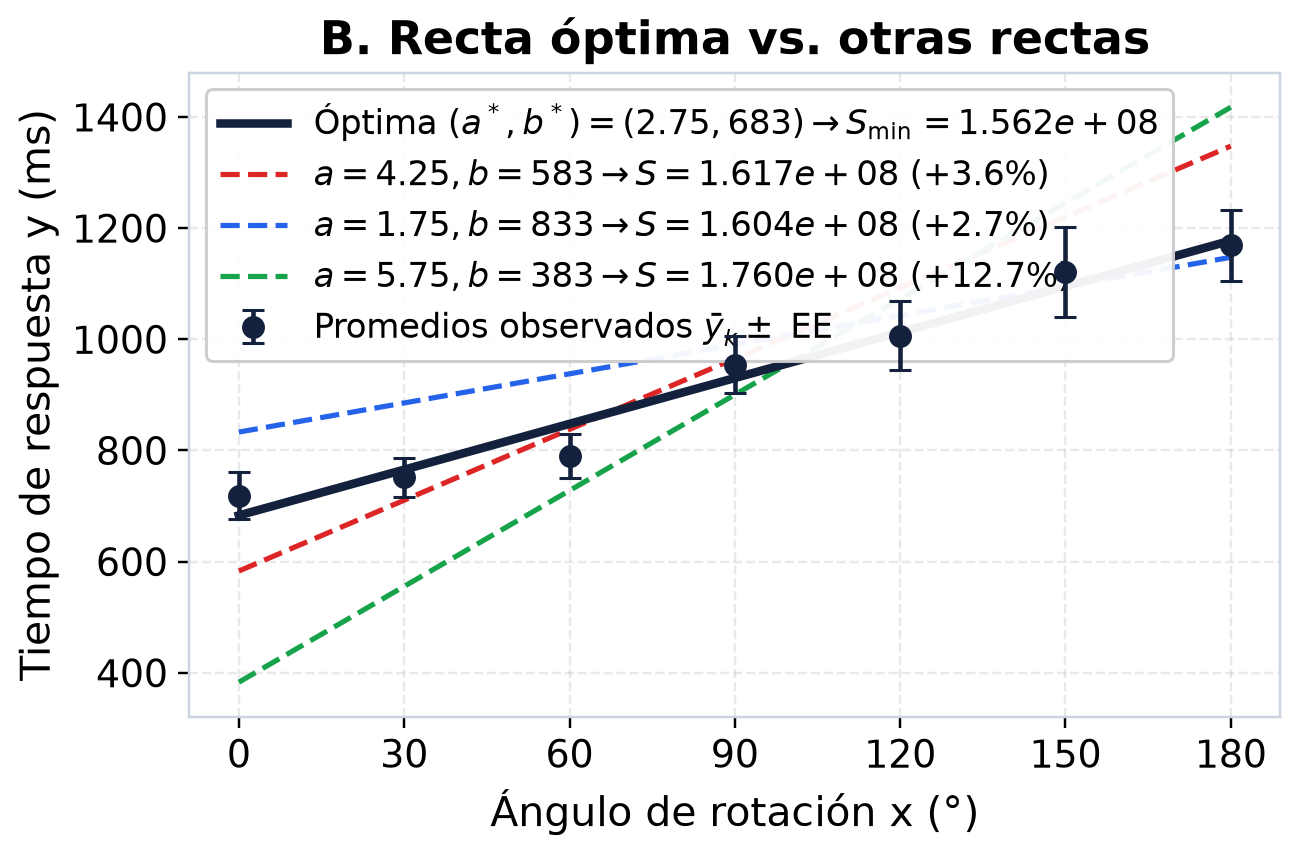 B. Recta óptima vs. otras rectas
Tiempo de respuesta y (ms)
1400
1200
1000
800
600
400
Óptima (a*, b*) = (2.75, 683) → Smin = 1.562e + 08
a = 4.25, b = 583 → S = 1.617e + 08 (+3.6%)
a = 1.75, b = 833 → S = 1.604e + 08 (+2.7%)
a = 5.75, b = 383 → S = 1.760e + 08 (+12.7%)
Promedios observados ȳk ± EE
0 30 60 90 120 150 180
Ángulo de rotación x (°)